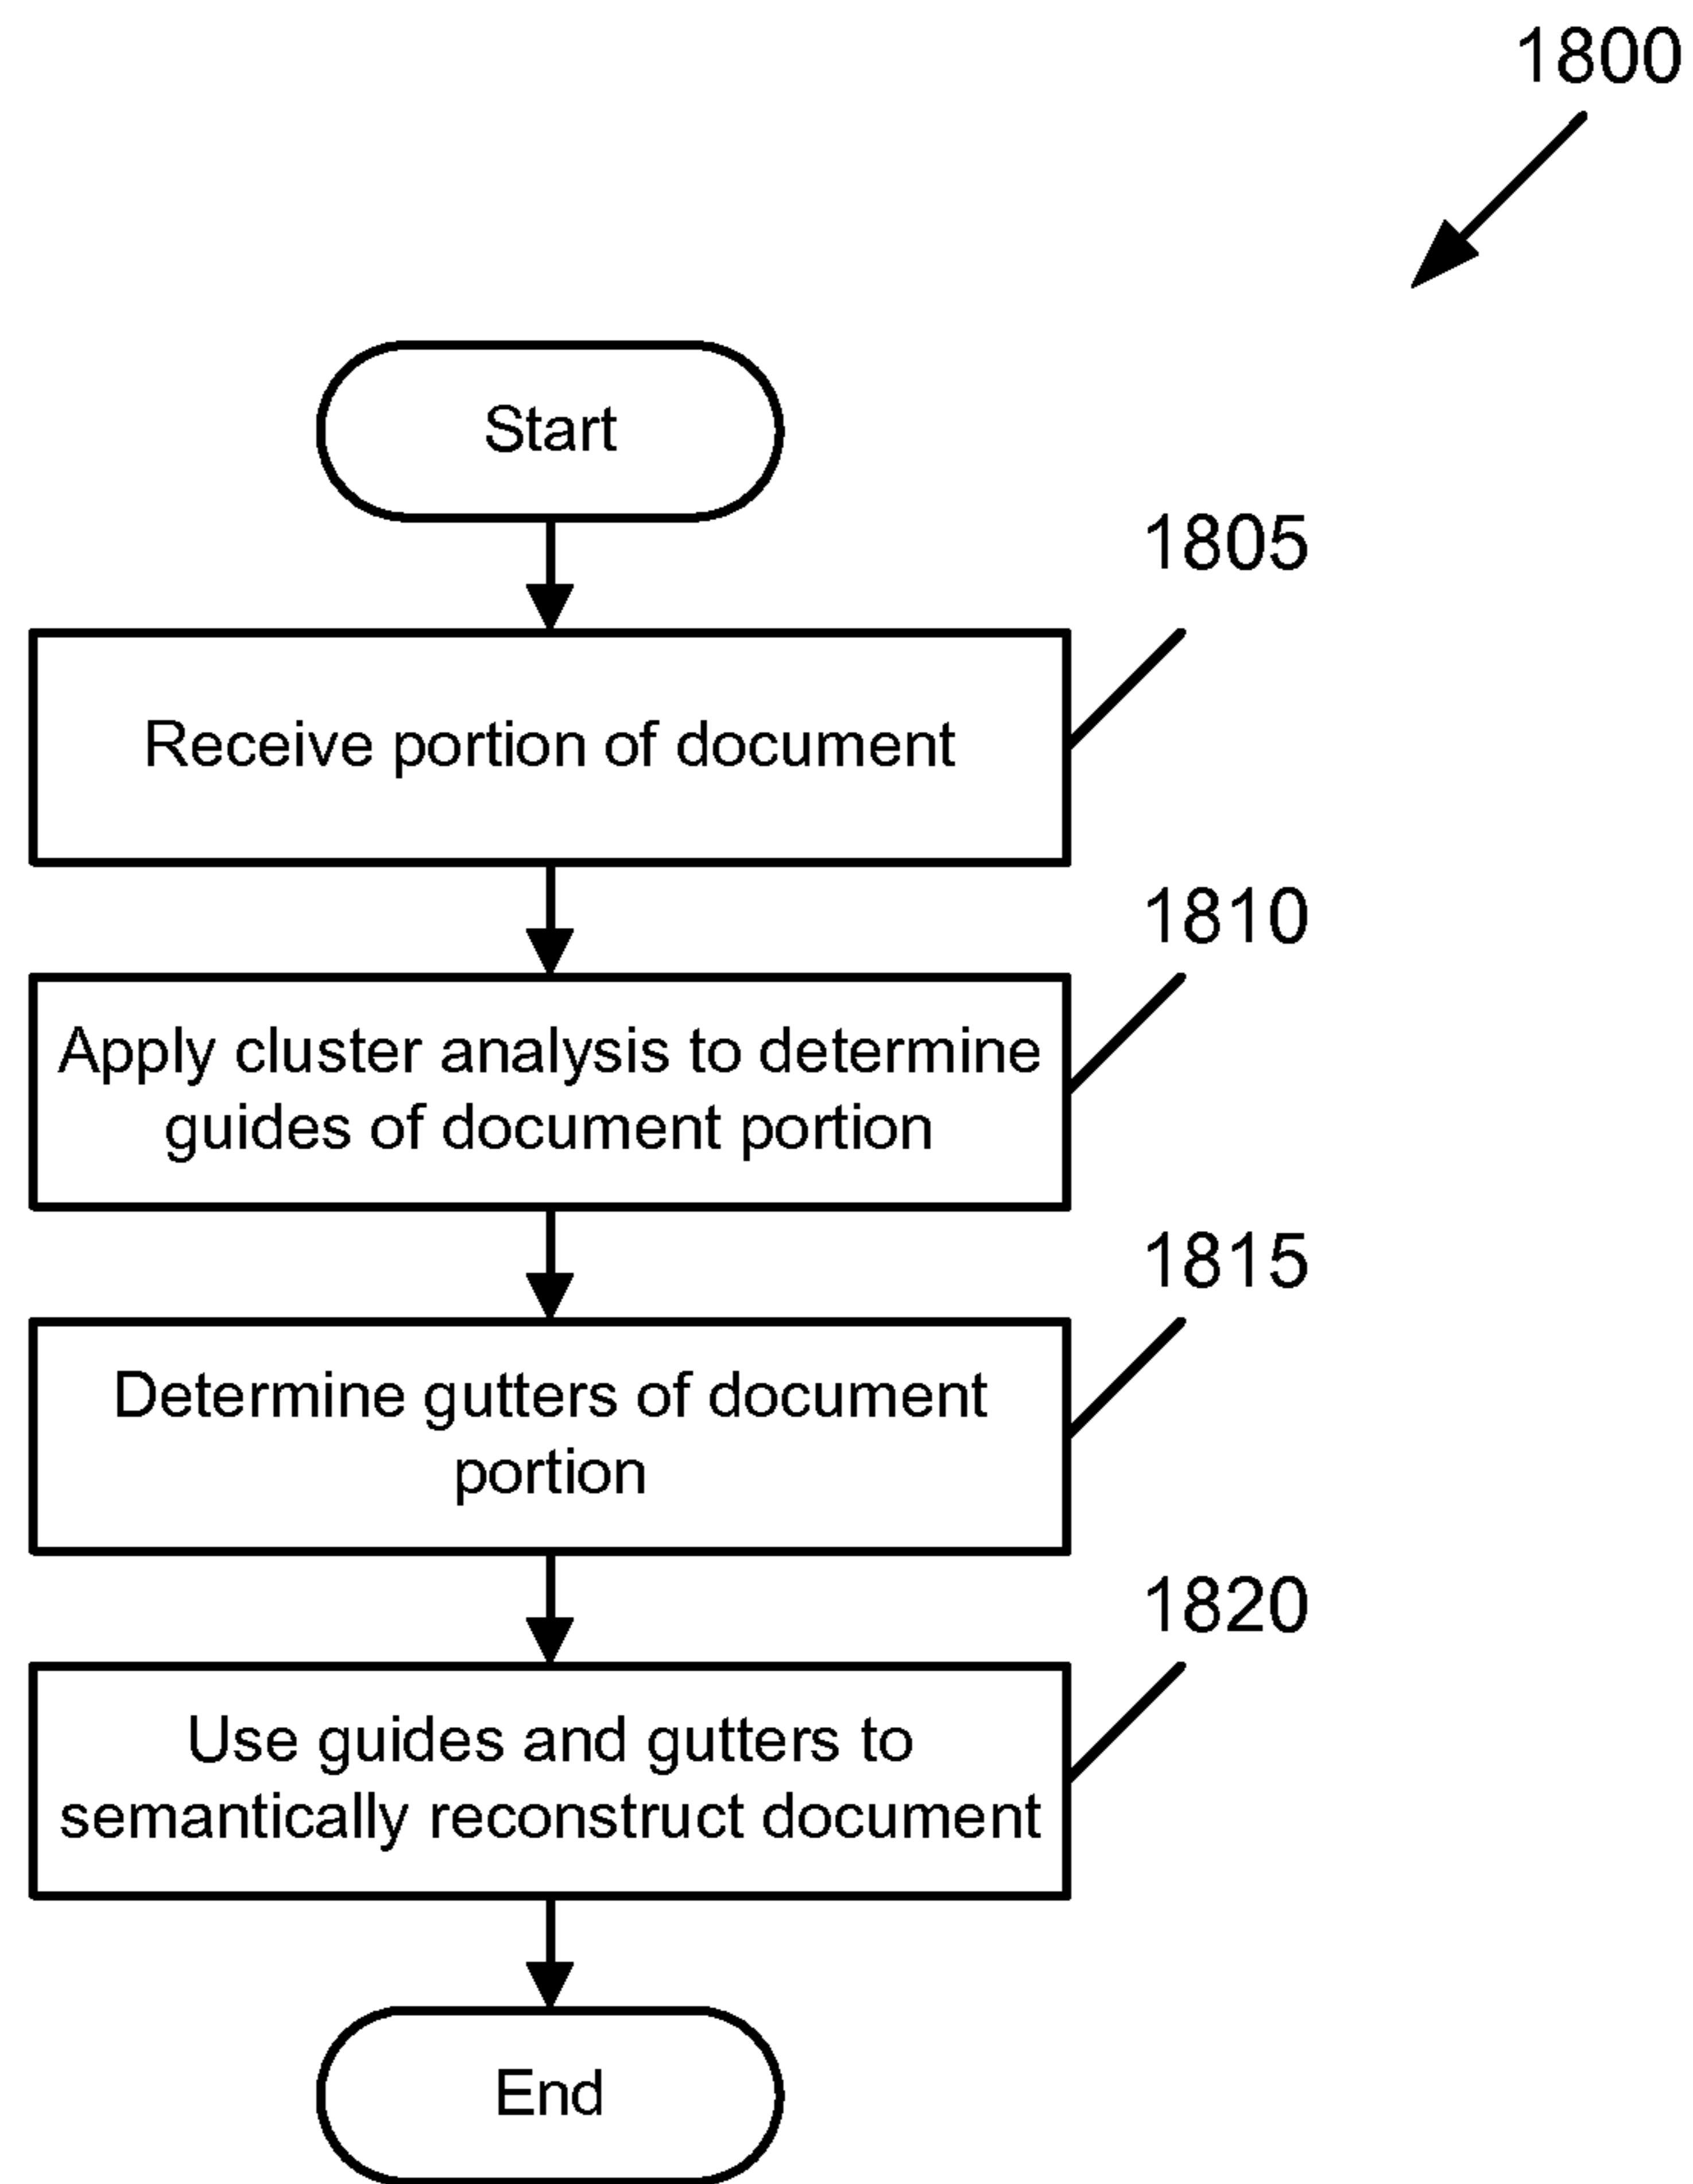 1800
Start
1805
Receive portion of document
1810
Apply cluster analysis to determine
guides of document portion
1815
Determine gutters of document
portion
1820
Use guides and gutters to
semantically reconstruct document
End